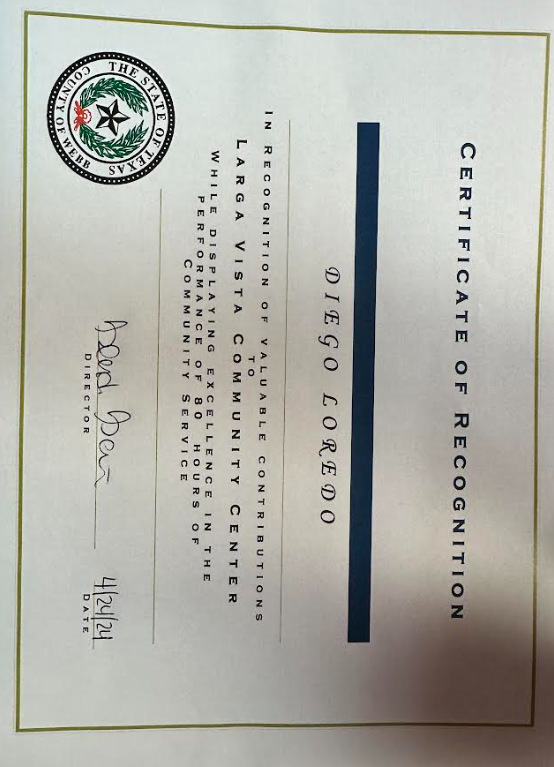 CERTIFICATE OF RECOGNITION
DIEGO LOREDO
IN RECOGNITION OF VALUABLE CONTRIBUTIONS
TO
LARGA VISTA COMMUNITY CENTER
WHILE DISPLAYING EXCELLENCE IN THE
PERFORMANCE OF 80 HOURS OF
COMMUNITY SERVICE
THE STATE OF TEXAS
COUNTY OF WEBB
4/24/24
DIRECTOR
DATE